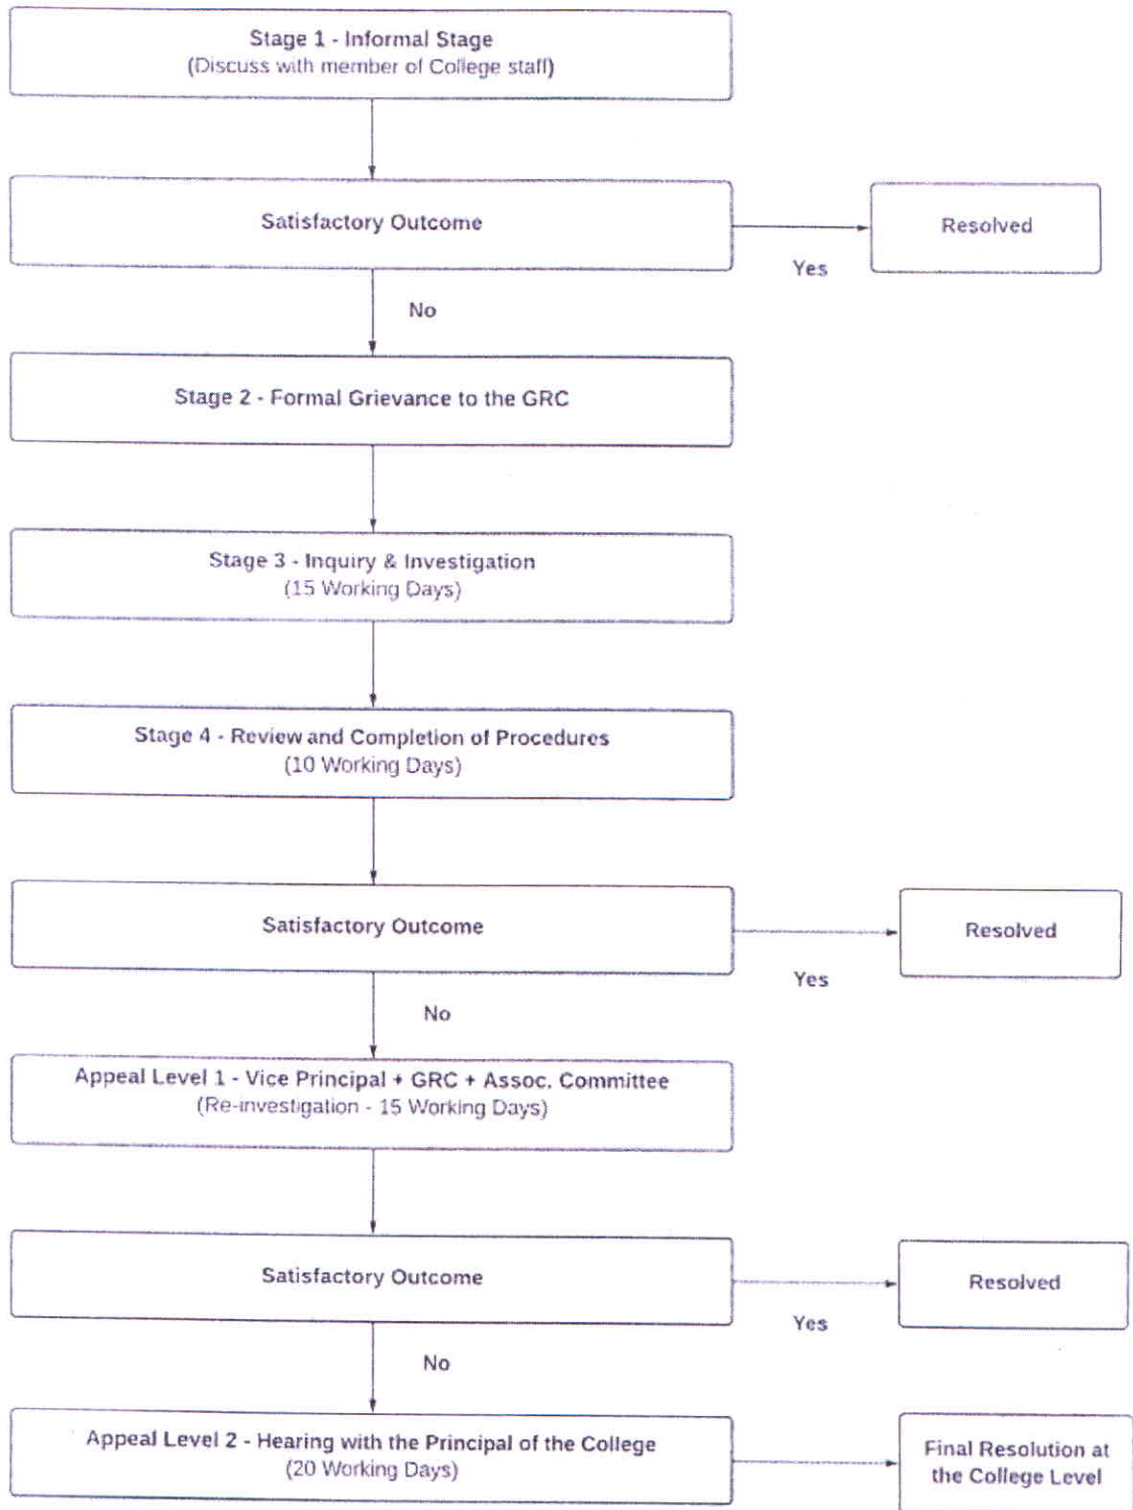 Stage 1 - Informal Stage
(Discuss with member of College staff)
Satisfactory Outcome
Resolved
Yes
No
Stage 2 - Formal Grievance to the GRC
Stage 3 - Inquiry & Investigation
(15 Working Days)
Stage 4 - Review and Completion of Procedures
(10 Working Days)
Satisfactory Outcome
Resolved
Yes
No
Appeal Level 1 - Vice Principal + GRC + Assoc. Committee
(Re-investigation - 15 Working Days)
Satisfactory Outcome
Resolved
Yes
No
Appeal Level 2 - Hearing with the Principal of the College
(20 Working Days)
Final Resolution at
the College Level